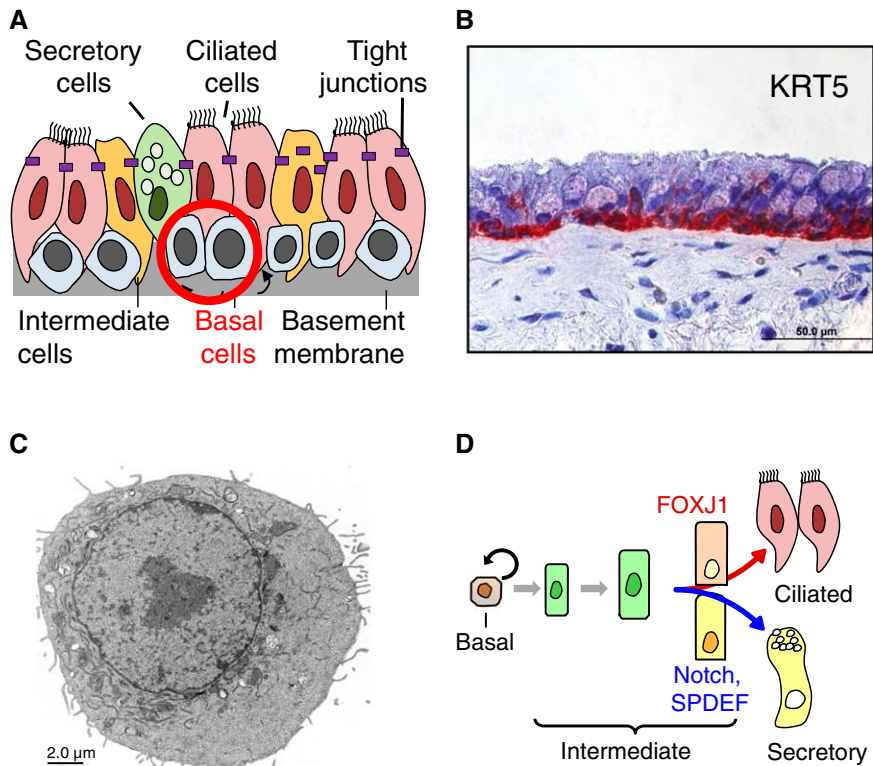 A
Secretory
cells
Ciliated
cells
Tight
junctions
Intermediate
cells
Basal
cells
Basement
membrane
B
KRT5
50.0 µm
C
2.0 µm
D
FOXJ1
Basal
Ciliated
Notch,
SPDEF
Intermediate
Secretory